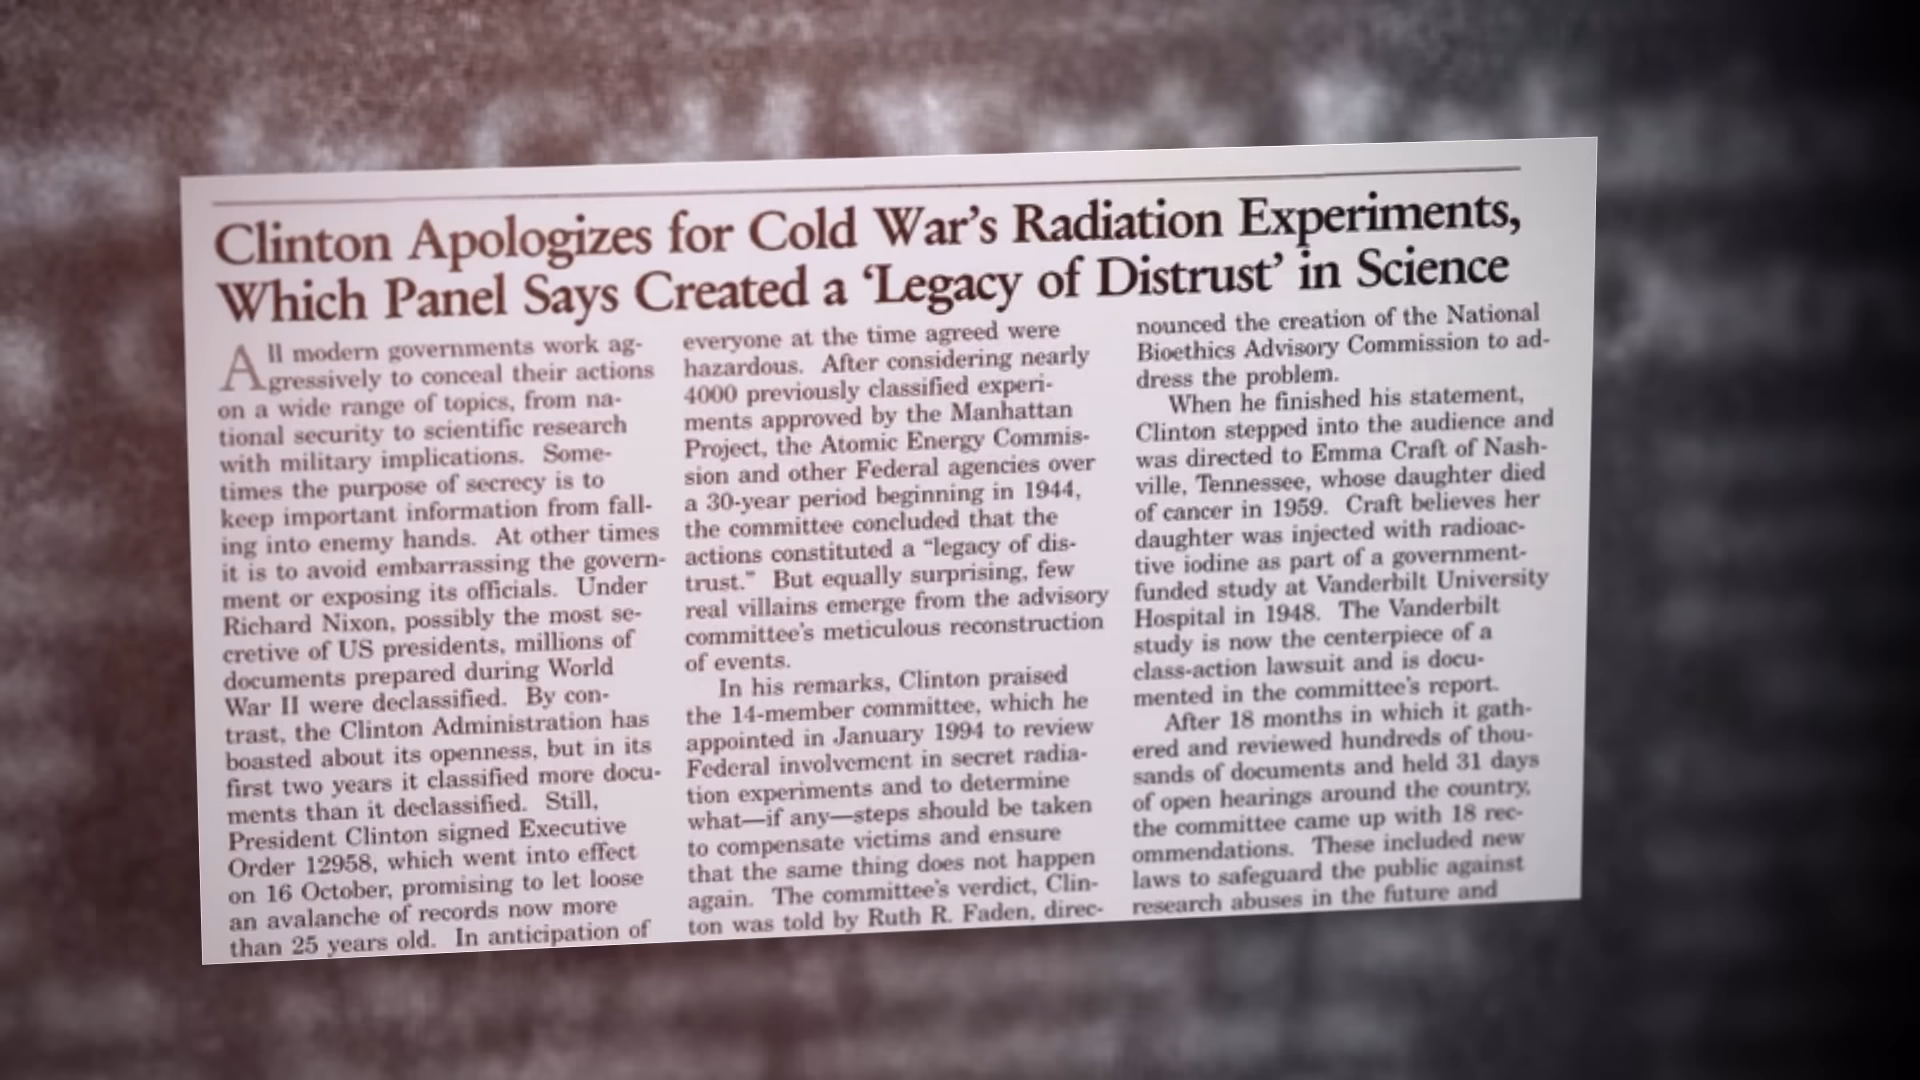 Clinton Apologizes for Cold War's Radiation Experiments,
Which Panel Says Created a 'Legacy of Distrust' in Science
All modern governments work ag-
gressively to conceal their actions
on a wide range of topics, from na-
tional security to scientific research
with military implications. Some-
times the purpose of secrecy is to
keep important information from fall-
ing into enemy hands. At other times
it is to avoid embarrassing the govern-
ment or exposing its officials. Under
Richard Nixon, possibly the most se-
cretive of US presidents, millions of
documents prepared during World
War II were declassified. By con-
trast, the Clinton Administration has
boasted about its openness, but in its
first two years it classified more docu-
ments than it declassified. Still,
President Clinton signed Executive
Order 12958, which went into effect
on 16 October, promising to let loose
an avalanche of records now more
than 25 years old. In anticipation of
everyone at the time agreed were
hazardous. After considering nearly
4000 previously classified experi-
ments approved by the Manhattan
Project, the Atomic Energy Commis-
sion and other Federal agencies over
a 30-year period beginning in 1944,
the committee concluded that the
actions constituted a "legacy of dis-
trust." But equally surprising, few
real villains emerge from the advisory
committee's meticulous reconstruction
of events.
In his remarks, Clinton praised
the 14-member committee, which he
appointed in January 1994 to review
Federal involvement in secret radia-
tion experiments and to determine
what—if any—steps should be taken
to compensate victims and ensure
that the same thing does not happen
again. The committee's verdict, Clin-
ton was told by Ruth R. Faden, direc-
nounced the creation of the National
Bioethics Advisory Commission to ad-
dress the problem.
When he finished his statement,
Clinton stepped into the audience and
was directed to Emma Craft of Nash-
ville, Tennessee, whose daughter died
of cancer in 1959. Craft believes her
daughter was injected with radioac-
tive iodine as part of a government-
funded study at Vanderbilt University
Hospital in 1948. The Vanderbilt
study is now the centerpiece of a
class-action lawsuit and is docu-
mented in the committee's report.
After 18 months in which it gath-
ered and reviewed hundreds of thou-
sands of documents and held 31 days
of open hearings around the country,
the committee came up with 18 rec-
ommendations. These included new
laws to safeguard the public against
research abuses in the future and